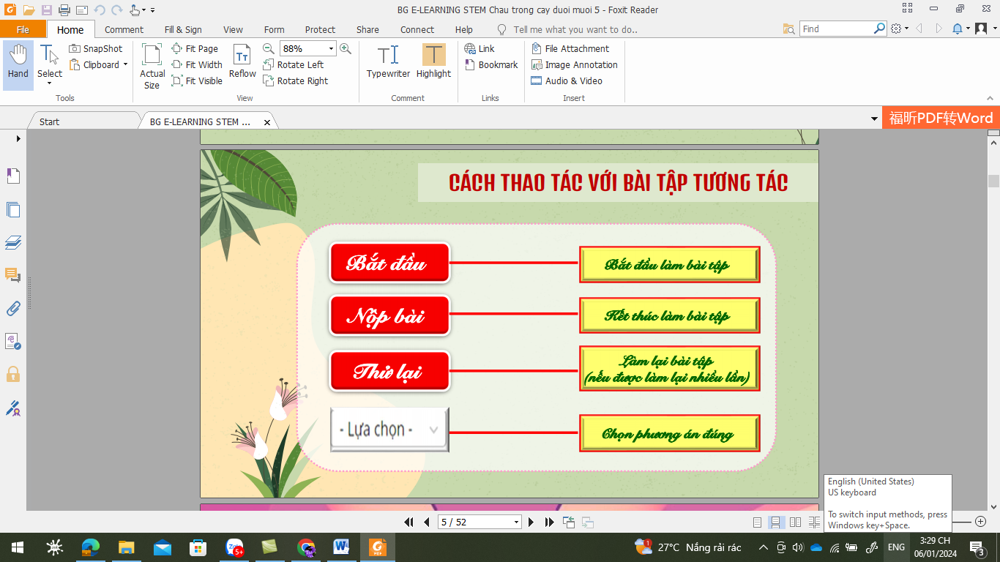 BG E-LEARNING STEM Chau trong cay duoi muoi 5 - Foxit Reader
File Home Comment Fill & Sign View Form Protect Share Connect Help Tell me what you want to do.. Find
Hand
Select
SnapShot
Clipboard
Actual Size
Fit Page
Fit Width
Fit Visible
Reflow
88%
Rotate Left
Rotate Right
Typewriter
Highlight
Link
Bookmark
File Attachment
Image Annotation
Audio & Video
Tools View Comment Links Insert
Start
BG E-LEARNING STEM ...
福昕PDF转Word
CÁCH THAO TÁC VỚI BÀI TẬP TƯƠNG TÁC
Bắt đầu
Bắt đầu làm bài tập
Nộp bài
Kết thúc làm bài tập
Thử lại
Làm lại bài tập
(nếu được làm lại nhiều lần)
- Lựa chọn -
Chọn phương án đúng
English (United States)
US keyboard
To switch input methods, press
Windows key+Space.
5 / 52
Zalo
5+
PDF
1
27°C Nắng rải rác
ENG
3:29 CH
06/01/2024
3